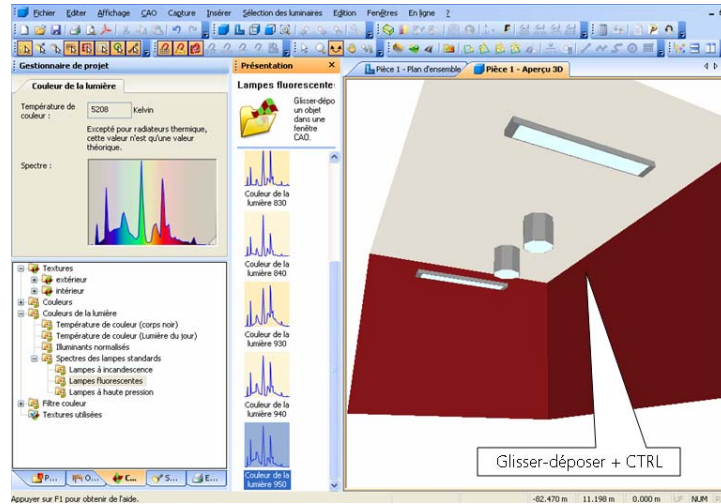 Fichier Editer Affichage CAO Capture Insérer Sélection des luminaires Edition Fenêtres En ligne ?
Gestionnaire de projet
Couleur de la lumière
Température de couleur : 5208 Kelvin
Excepté pour radiateurs thermique,
cette valeur n'est qu'une valeur
théorique.
Spectre :
Textures
extérieur
intérieur
Couleurs
Couleurs de la lumière
Température de couleur (corps noir)
Température de couleur (Lumière du jour)
Illuminants normalisés
Spectres des lampes standards
Lampes à incandescence
Lampes fluorescentes
Lampes à haute pression
Filtre couleur
Textures utilisées
P... O... C... S... E...
Présentation
Lampes fluorescente
Glisser-dépo
un objet
dans une
fenêtre
CAO.
Couleur de la
lumière 830
Couleur de la
lumière 840
Couleur de la
lumière 930
Couleur de la
lumière 940
Couleur de la
lumière 950
Pièce 1 - Plan d'ensemble Pièce 1 - Aperçu 3D
Glisser-déposer + CTRL
Appuyer sur F1 pour obtenir de l'aide. -82.470 m 11.198 m 0.000 m UF NUM